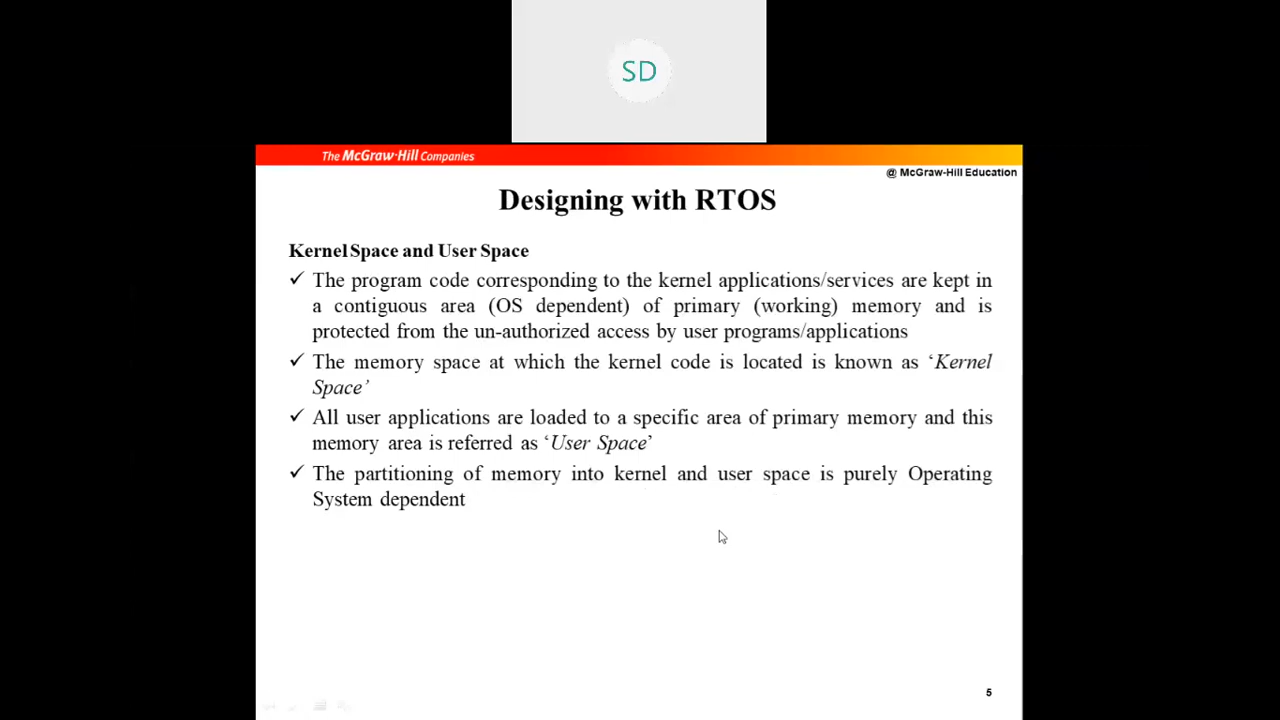 SD
The McGraw-Hill Companies
@ McGraw-Hill Education
Designing with RTOS
Kernel Space and User Space
✓ The program code corresponding to the kernel applications/services are kept in
a contiguous area (OS dependent) of primary (working) memory and is
protected from the un-authorized access by user programs/applications
✓ The memory space at which the kernel code is located is known as ‘Kernel
Space’
✓ All user applications are loaded to a specific area of primary memory and this
memory area is referred as ‘User Space’
✓ The partitioning of memory into kernel and user space is purely Operating
System dependent
5